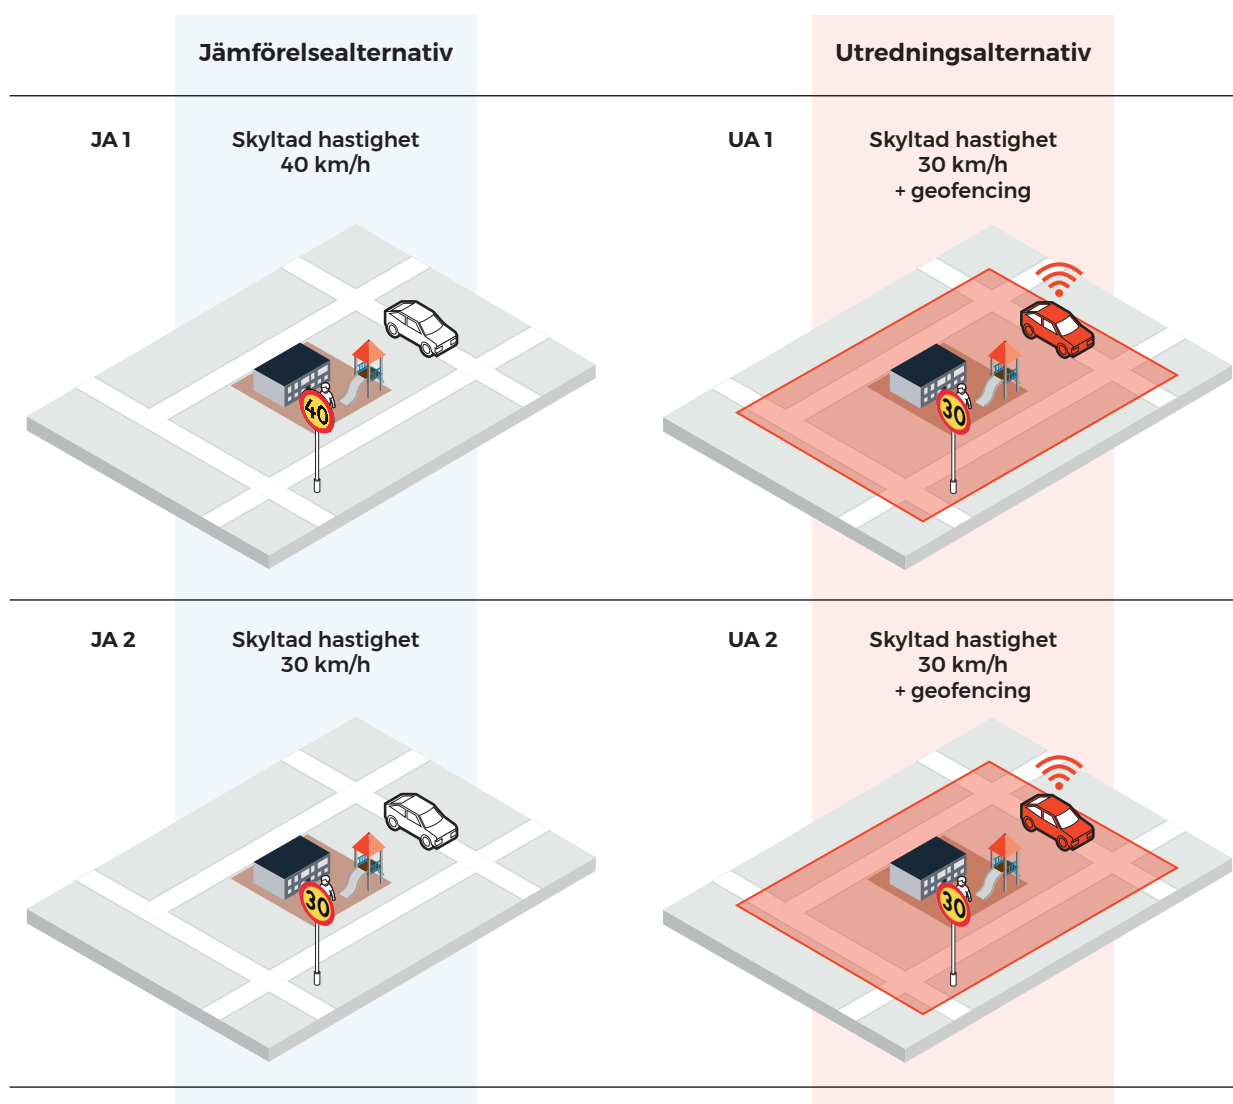 Jämförelsealternativ
Utredningsalternativ
JA 1
Skyltad hastighet
40 km/h
UA 1
Skyltad hastighet
30 km/h
+ geofencing
40
30
JA 2
Skyltad hastighet
30 km/h
UA 2
Skyltad hastighet
30 km/h
+ geofencing
30
30